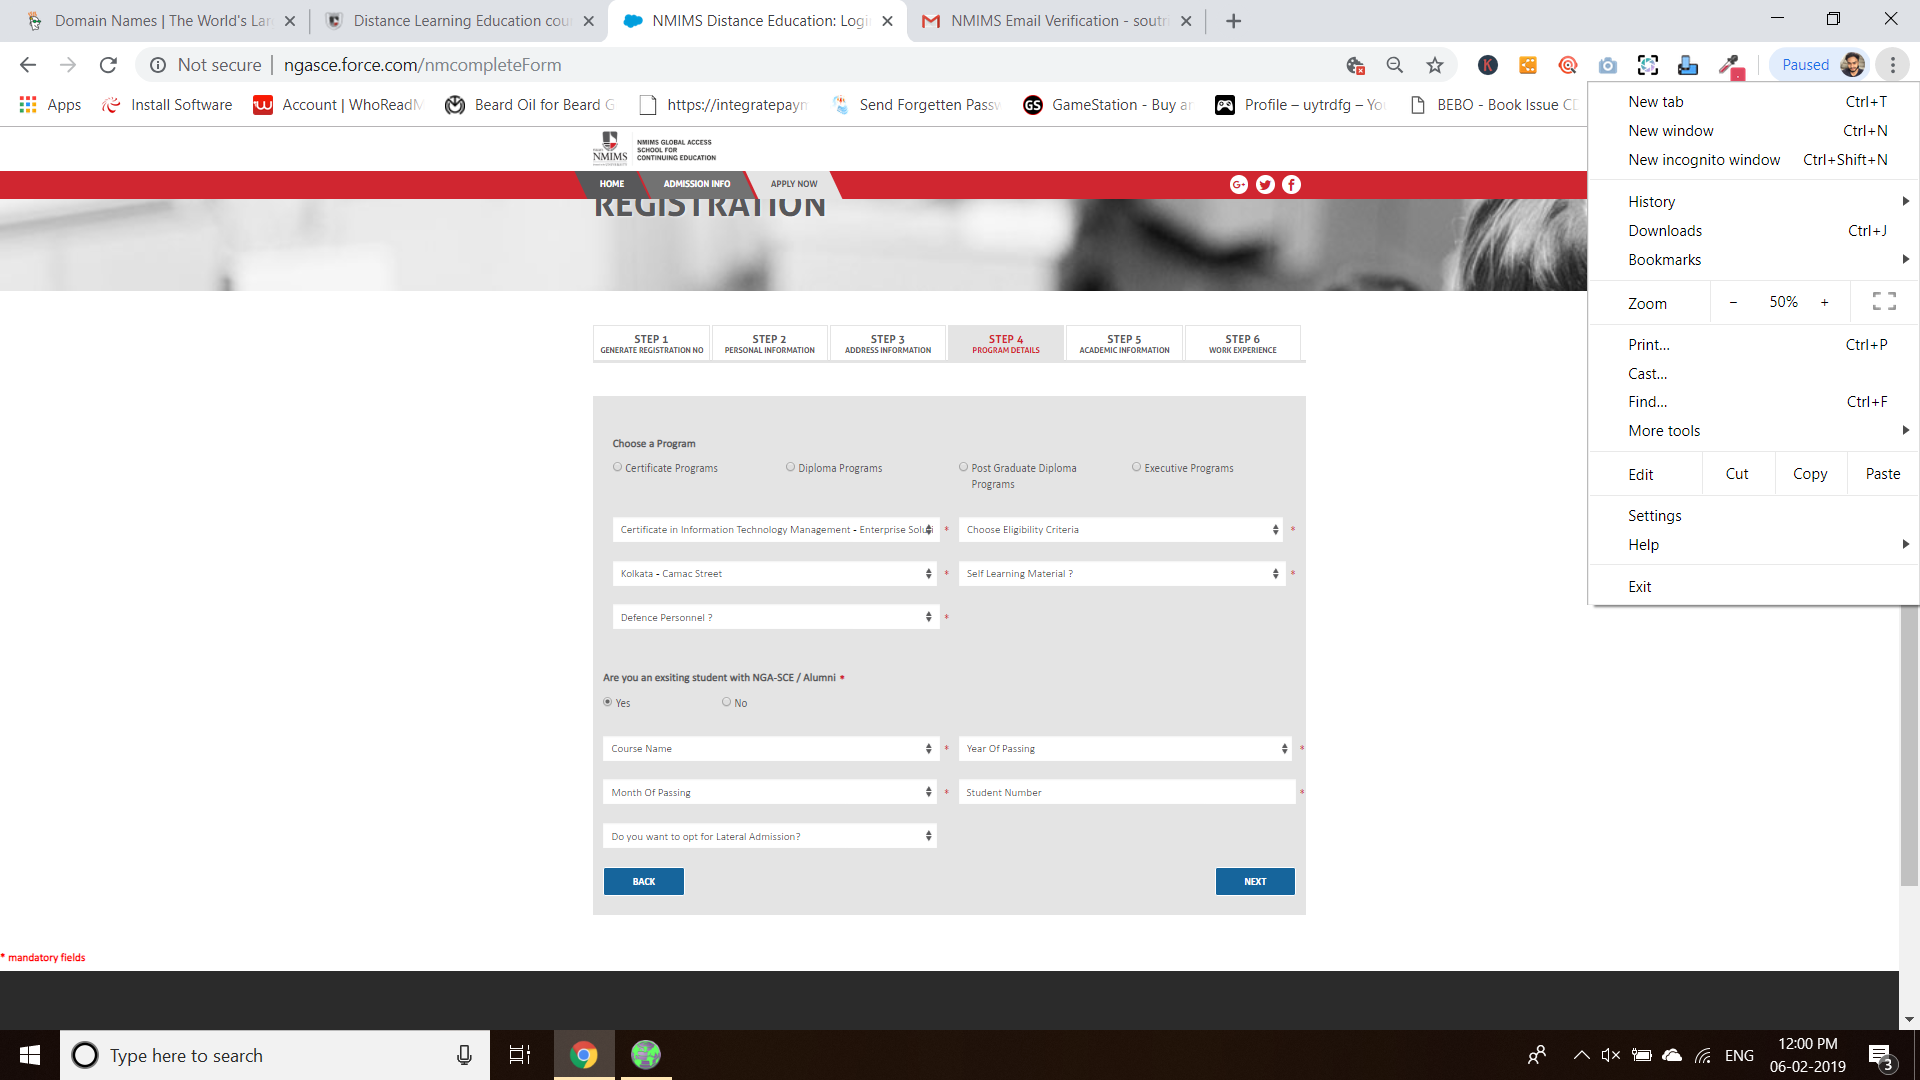 Domain Names | The World's Lar
Distance Learning Education cou
NMIMS Distance Education: Logi
NMIMS Email Verification - soutri
Not secure | ngasce.force.com/nmcompleteForm
Paused
Apps
Install Software
Account | WhoReadM
Beard Oil for Beard G
https://integratepaym
Send Forgotten Passw
GameStation - Buy ar
Profile – uytrdfg – Yo
BEBO - Book Issue CD
New tab Ctrl+T
New window Ctrl+N
New incognito window Ctrl+Shift+N
History
Downloads Ctrl+J
Bookmarks
Zoom - 50% +
Print... Ctrl+P
Cast...
Find... Ctrl+F
More tools
Edit Cut Copy Paste
Settings
Help
Exit
NMIMS
NMIMS GLOBAL ACCESS
SCHOOL FOR
CONTINUING EDUCATION
HOME ADMISSION INFO APPLY NOW
G+
REGISTRATION
STEP 1
GENERATE REGISTRATION NO
STEP 2
PERSONAL INFORMATION
STEP 3
ADDRESS INFORMATION
STEP 4
PROGRAM DETAILS
STEP 5
ACADEMIC INFORMATION
STEP 6
WORK EXPERIENCE
Choose a Program
Certificate Programs
Diploma Programs
Post Graduate Diploma
Programs
Executive Programs
Certificate in Information Technology Management - Enterprise Soluti *
Choose Eligibility Criteria *
Kolkata - Camac Street *
Self Learning Material ? *
Defence Personnel ? *
Are you an exsiting student with NGA-SCE / Alumni *
Yes No
Course Name *
Year Of Passing *
Month Of Passing *
Student Number *
Do you want to opt for Lateral Admission?
BACK
NEXT
* mandatory fields
Type here to search
ENG
12:00 PM
06-02-2019
3